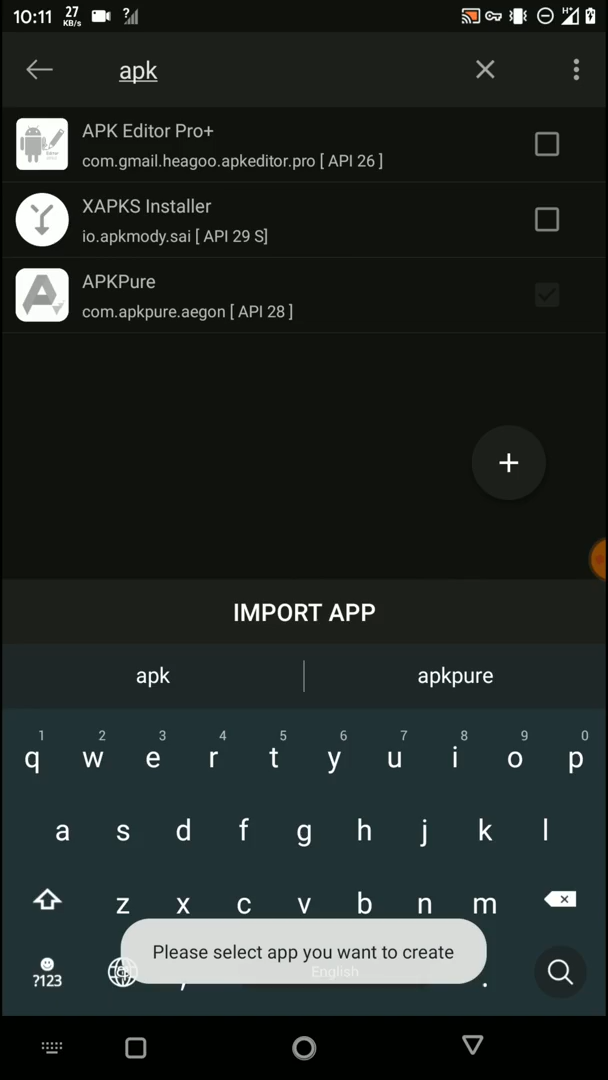 10:11 27 KB/s ? H+
apk
APK Editor Pro+
com.gmail.heagoo.apkeditor.pro [ API 26 ]
XAPKS Installer
io.apkmody.sai [ API 29 S]
APKPure
com.apkpure.aegon [ API 28 ]
+
IMPORT APP
apk apkpure
1 2 3 4 5 6 7 8 9 0
q w e r t y u i o p
a s d f g h j k l
z x c v b n m
Please select app you want to create
?123 , English .